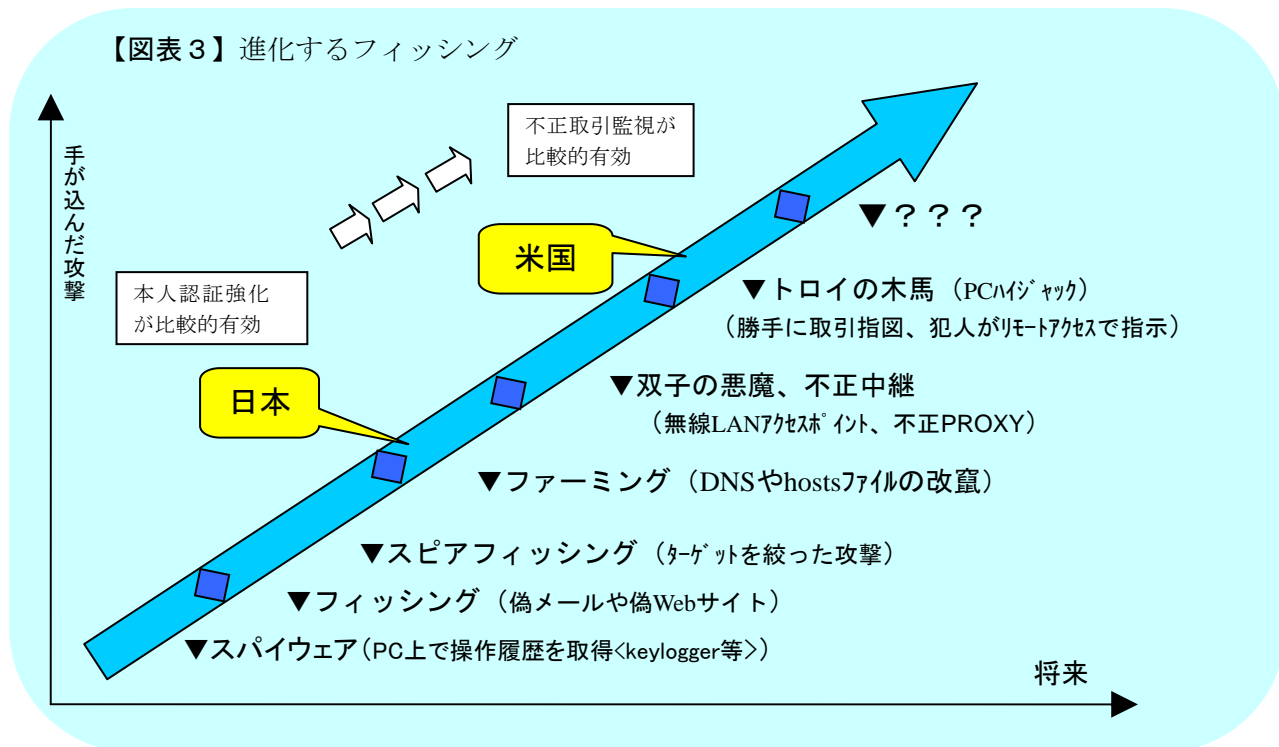 【図表３】進化するフィッシング
手が込んだ攻撃
不正取引監視が
比較的有効
▼？？？
米国
本人認証強化
が比較的有効
▼トロイの木馬（PCﾊｲｼﾞｬｯｸ）
（勝手に取引指図、犯人がﾘﾓｰﾄｱｸｾｽで指示）
日本
▼双子の悪魔、不正中継
（無線LANｱｸｾｽﾎﾟｲﾝﾄ、不正PROXY）
▼ファーミング（DNSやhostsﾌｧｲﾙの改竄）
▼スピアフィッシング（ﾀｰｹﾞｯﾄを絞った攻撃）
▼フィッシング（偽メールや偽Webサイト）
▼スパイウェア（PC上で操作履歴を取得<keylogger等>）
将来